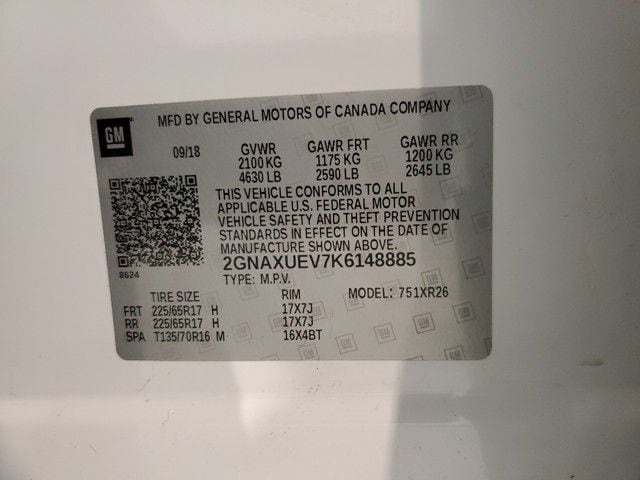 MFD BY GENERAL MOTORS OF CANADA COMPANY
GM
09/18 GVWR GAWR FRT GAWR RR
2100 KG 1175 KG 1200 KG
4630 LB 2590 LB 2645 LB
THIS VEHICLE CONFORMS TO ALL
APPLICABLE U.S. FEDERAL MOTOR
VEHICLE SAFETY AND THEFT PREVENTION
STANDARDS IN EFFECT ON THE DATE OF
MANUFACTURE SHOWN ABOVE.
2GNAXUEV7K6148885
8624
TYPE: M.P.V.
TIRE SIZE RIM MODEL: 751XR26
FRT 225/65R17 H 17X7J
RR 225/65R17 H 17X7J
SPA T135/70R16 M 16X4BT